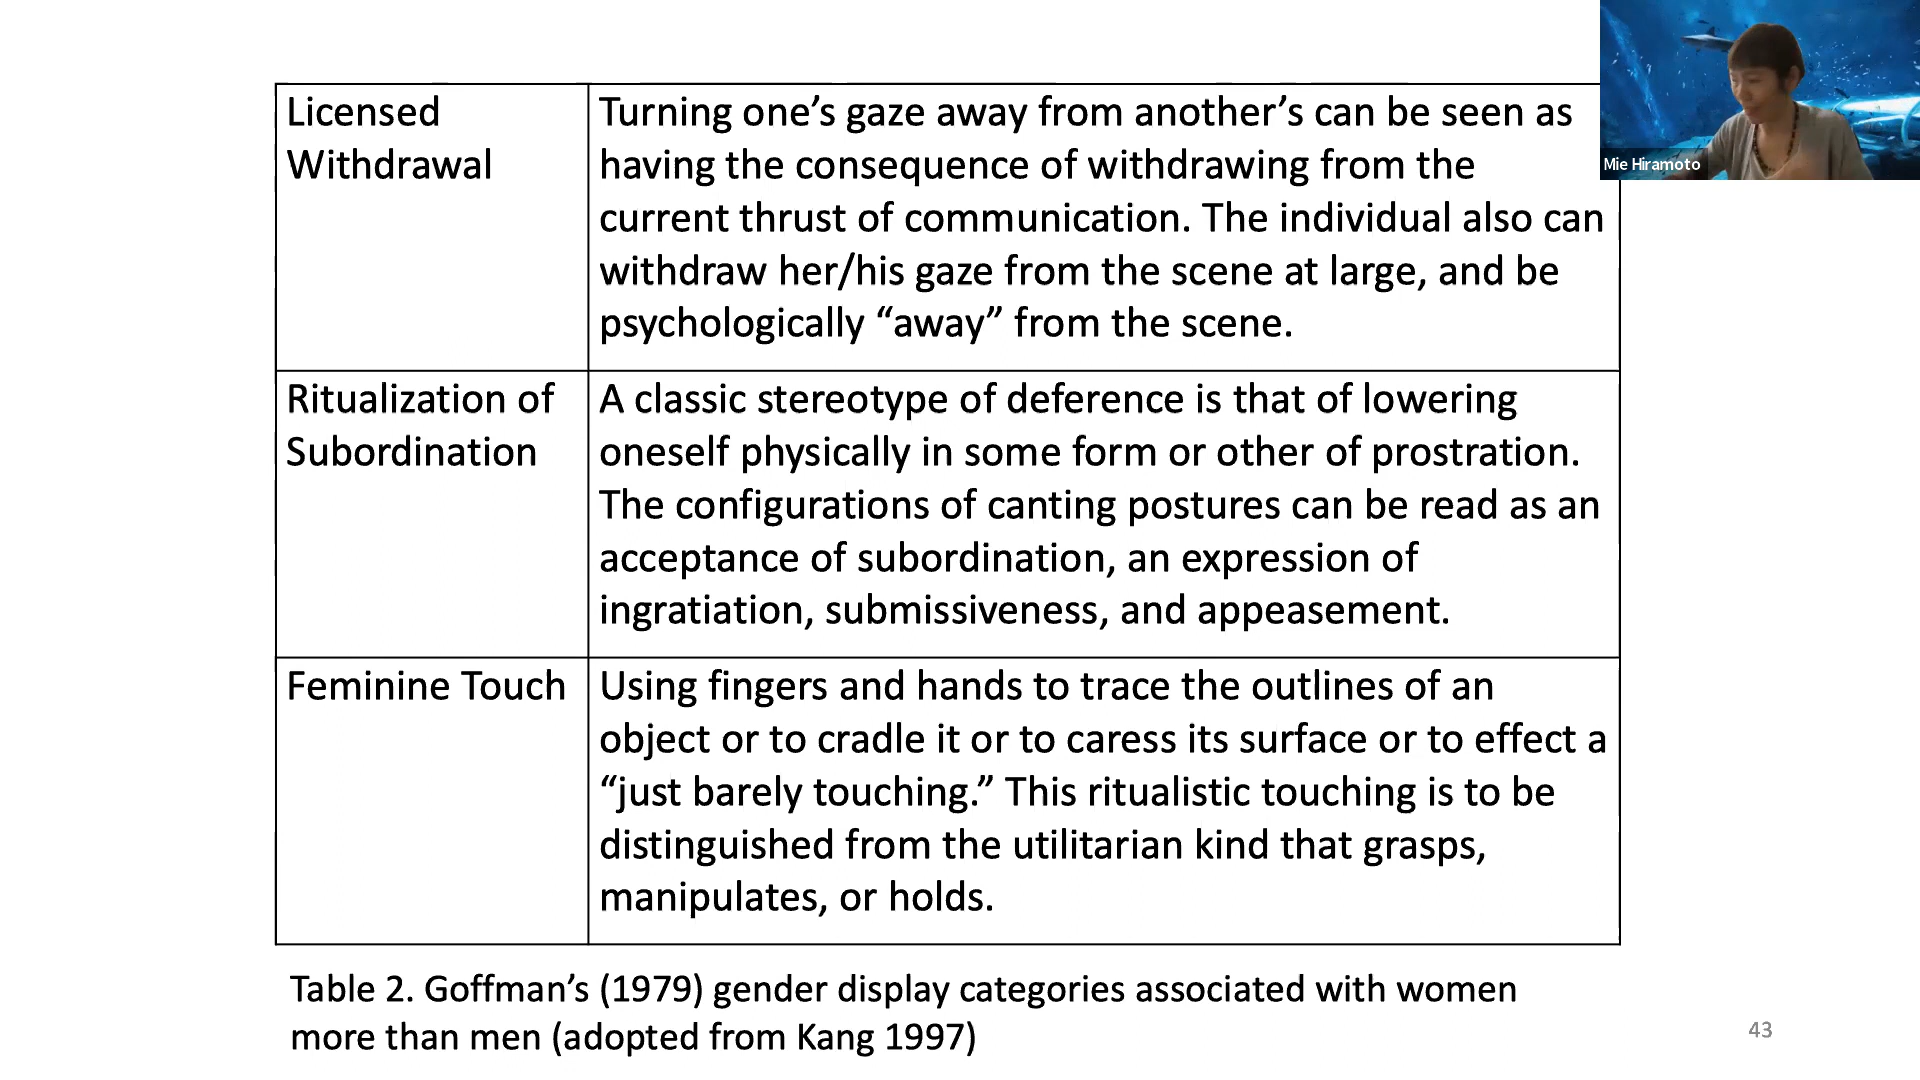 Licensed
Withdrawal
Turning one’s gaze away from another’s can be seen as
having the consequence of withdrawing from the
current thrust of communication. The individual also can
withdraw her/his gaze from the scene at large, and be
psychologically “away” from the scene.
Ritualization of
Subordination
A classic stereotype of deference is that of lowering
oneself physically in some form or other of prostration.
The configurations of canting postures can be read as an
acceptance of subordination, an expression of
ingratiation, submissiveness, and appeasement.
Feminine Touch
Using fingers and hands to trace the outlines of an
object or to cradle it or to caress its surface or to effect a
“just barely touching.” This ritualistic touching is to be
distinguished from the utilitarian kind that grasps,
manipulates, or holds.
Table 2. Goffman’s (1979) gender display categories associated with women
more than men (adopted from Kang 1997)
43
Mie Hiramoto